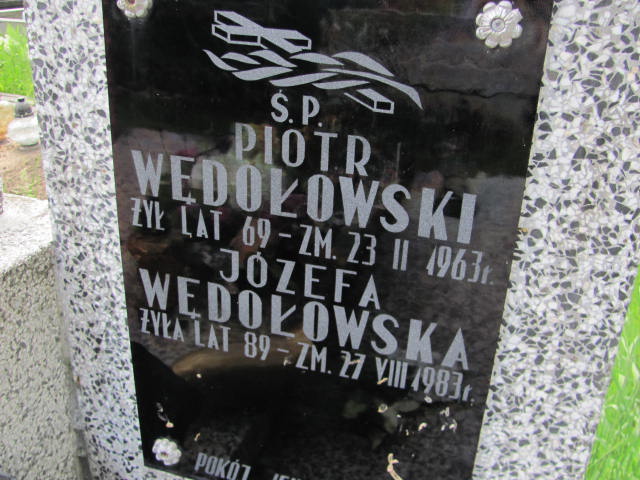 Ś.P.
PIOTR
WĘDOŁOWSKI
ŻYŁ LAT 69 - ZM. 23 II 1963 r.
JÓZEFA
WĘDOŁOWSKA
ŻYŁA LAT 89 - ZM. 27 VIII 1983 r.
POKÓJ